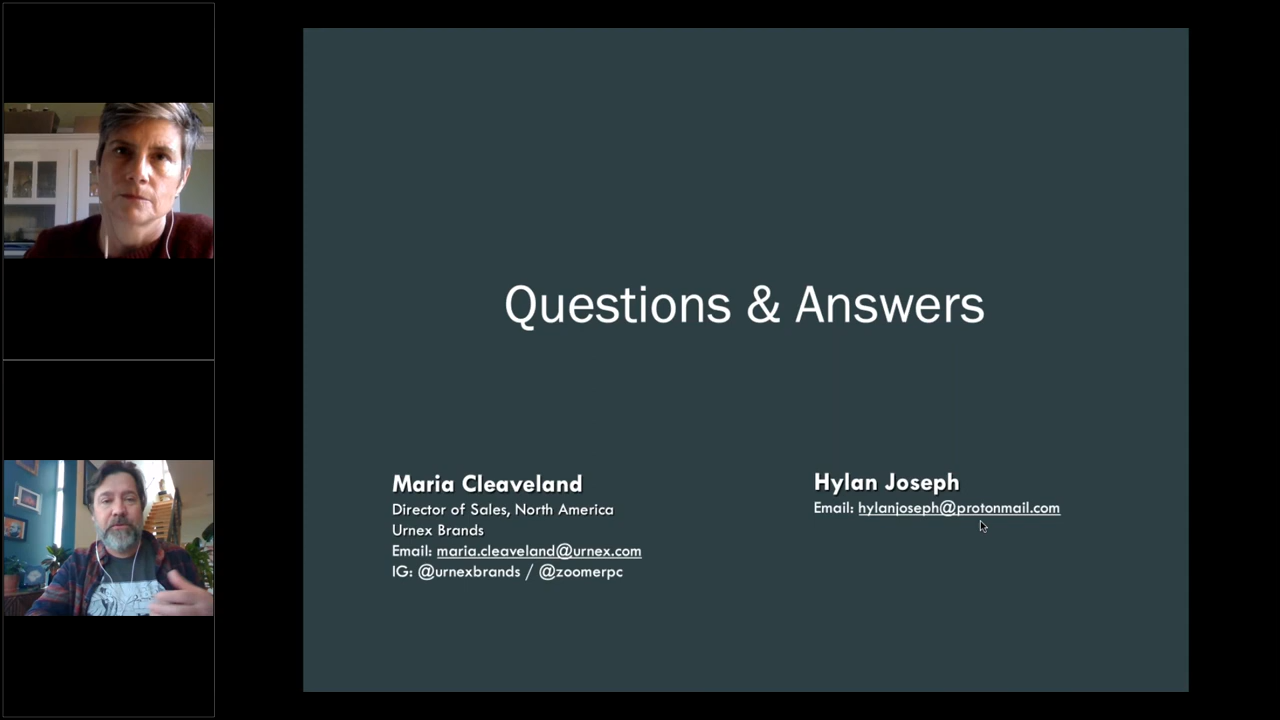 Questions & Answers
Maria Cleaveland
Director of Sales, North America
Urnex Brands
Email: maria.cleaveland@urnex.com
IG: @urnexbrands / @zoomerpc
Hylan Joseph
Email: hylanjoseph@protonmail.com